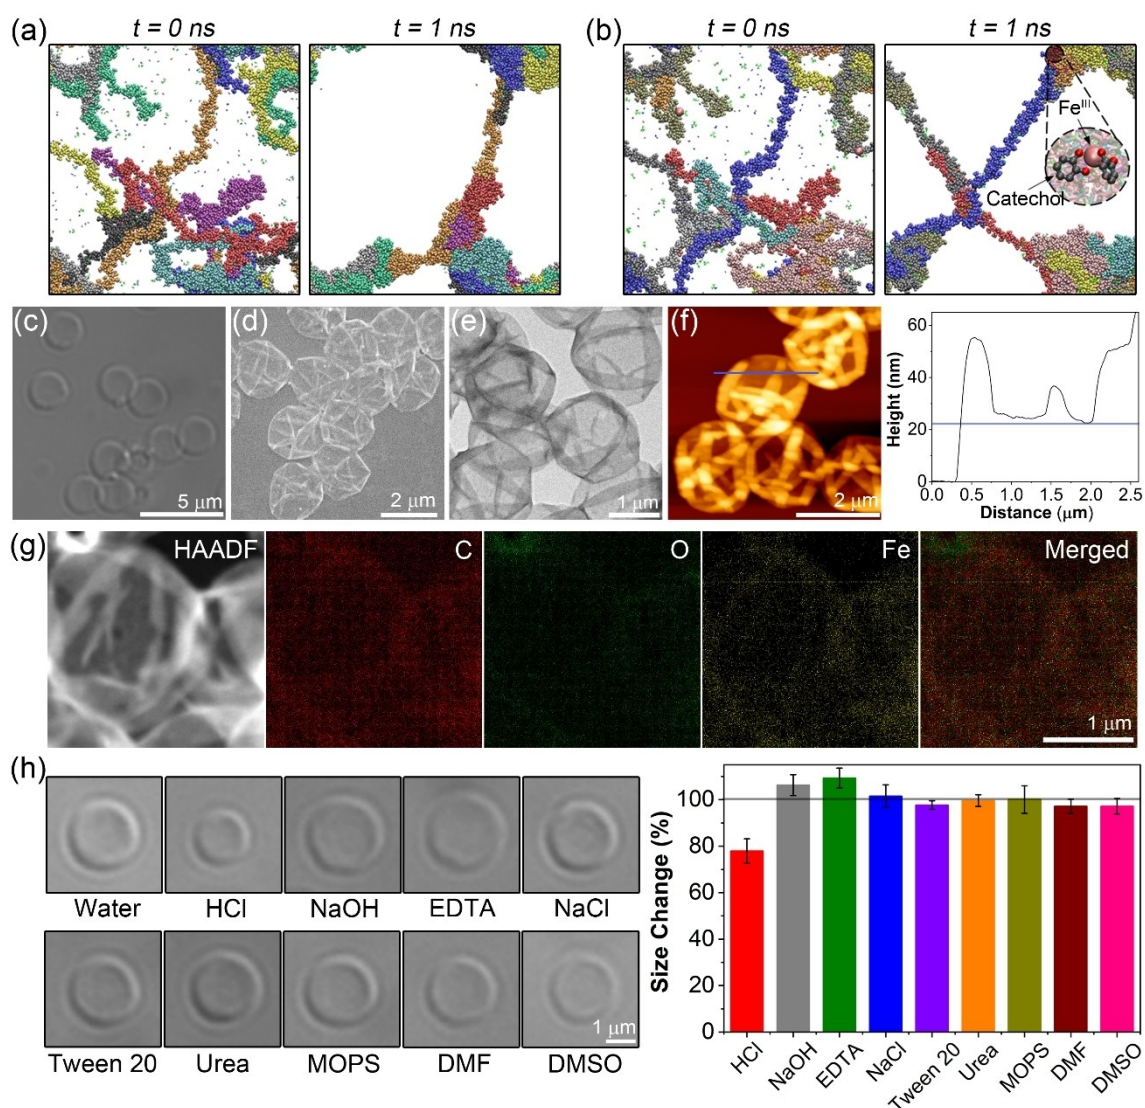 (a) t = 0 ns t = 1 ns (b) t = 0 ns t = 1 ns
Fe^III
Catechol
(c) (d) (e) (f)
5 μm 2 μm 1 μm 2 μm
60
40
20
0
Height (nm)
0.0 0.5 1.0 1.5 2.0 2.5
Distance (μm)
(g) HAADF C O Fe Merged
1 μm
(h)
Water HCl NaOH EDTA NaCl
Tween 20 Urea MOPS DMF DMSO
1 μm
100
80
60
40
20
0
Size Change (%)
HCl NaOH EDTA NaCl Tween 20 Urea MOPS DMF DMSO